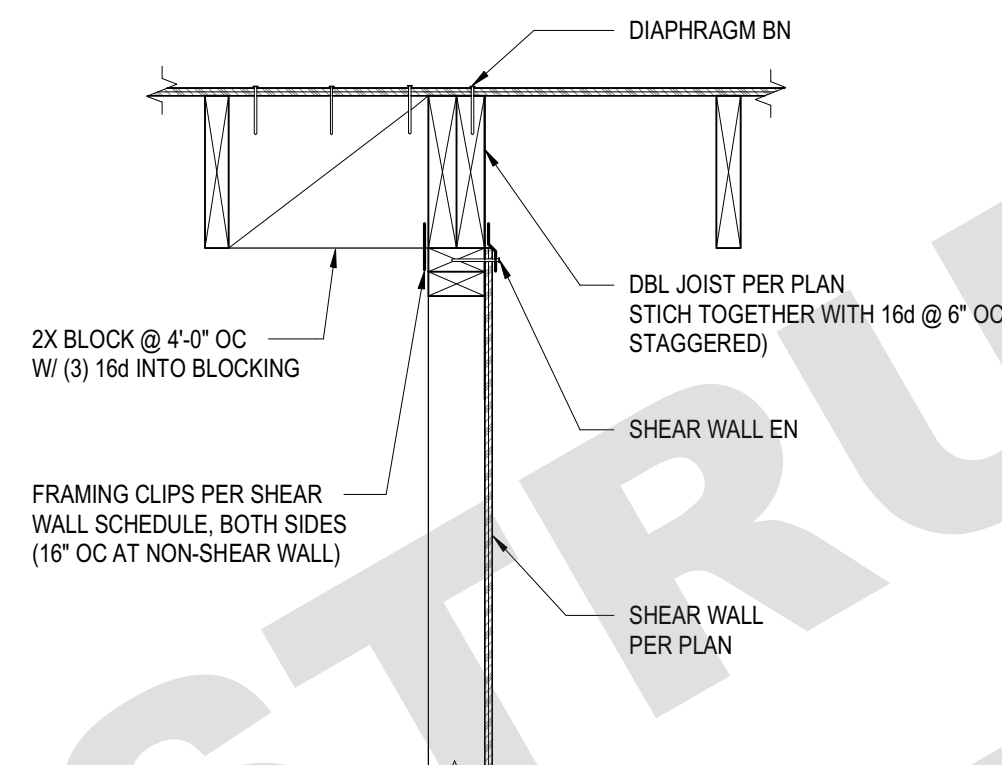 DIAPHRAGM BN
DBL JOIST PER PLAN
STICH TOGETHER WITH 16d @ 6" OC
STAGGERED)
2X BLOCK @ 4'-0" OC
W/ (3) 16d INTO BLOCKING
SHEAR WALL EN
FRAMING CLIPS PER SHEAR
WALL SCHEDULE, BOTH SIDES
(16" OC AT NON-SHEAR WALL)
SHEAR WALL
PER PLAN
STRU